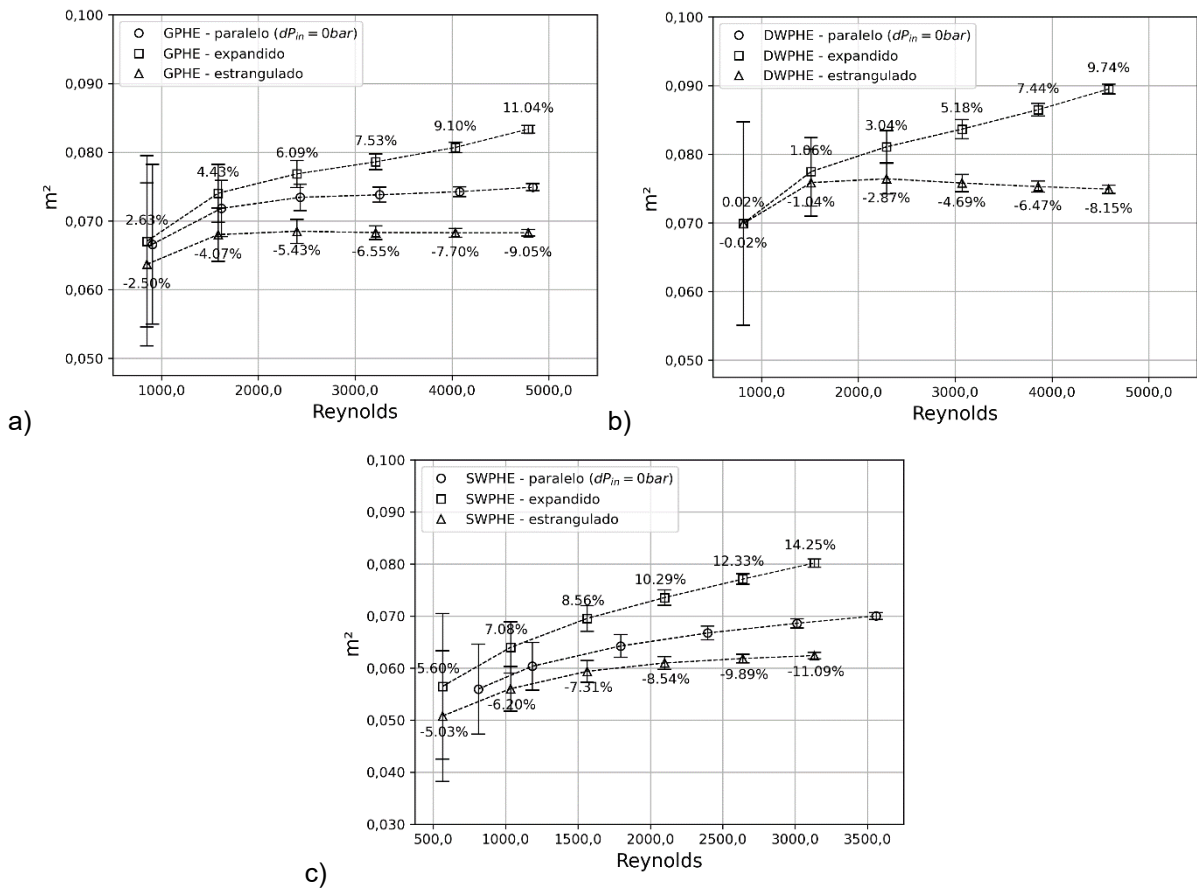 0,100
GPHE - paralelo (dP_in = 0bar)
GPHE - expandido
GPHE - estrangulado
0,090
11.04%
9.10%
7.53%
0,080
6.09%
4.43%
m²
0,070
2.63%
-2.50%
-4.07%
-5.43%
-6.55%
-7.70%
-9.05%
0,060
0,050
1000,0 2000,0 3000,0 4000,0 5000,0
Reynolds
a)
0,100
DWPHE - paralelo (dP_in = 0bar)
DWPHE - expandido
DWPHE - estrangulado
9.74%
0,090
7.44%
5.18%
3.04%
1.06%
0,080
m²
0,070
0.02%
-0.02%
-1.04%
-2.87%
-4.69%
-6.47%
-8.15%
0,060
0,050
1000,0 2000,0 3000,0 4000,0 5000,0
Reynolds
b)
0,100
SWPHE - paralelo (dP_in = 0bar)
SWPHE - expandido
SWPHE - estrangulado
0,090
14.25%
12.33%
10.29%
8.56%
0,080
7.08%
0,070
m²
5.60%
0,060
-5.03%
-6.20%
-7.31%
-8.54%
-9.89%
-11.09%
0,050
0,040
0,030
500,0 1000,0 1500,0 2000,0 2500,0 3000,0 3500,0
Reynolds
c)